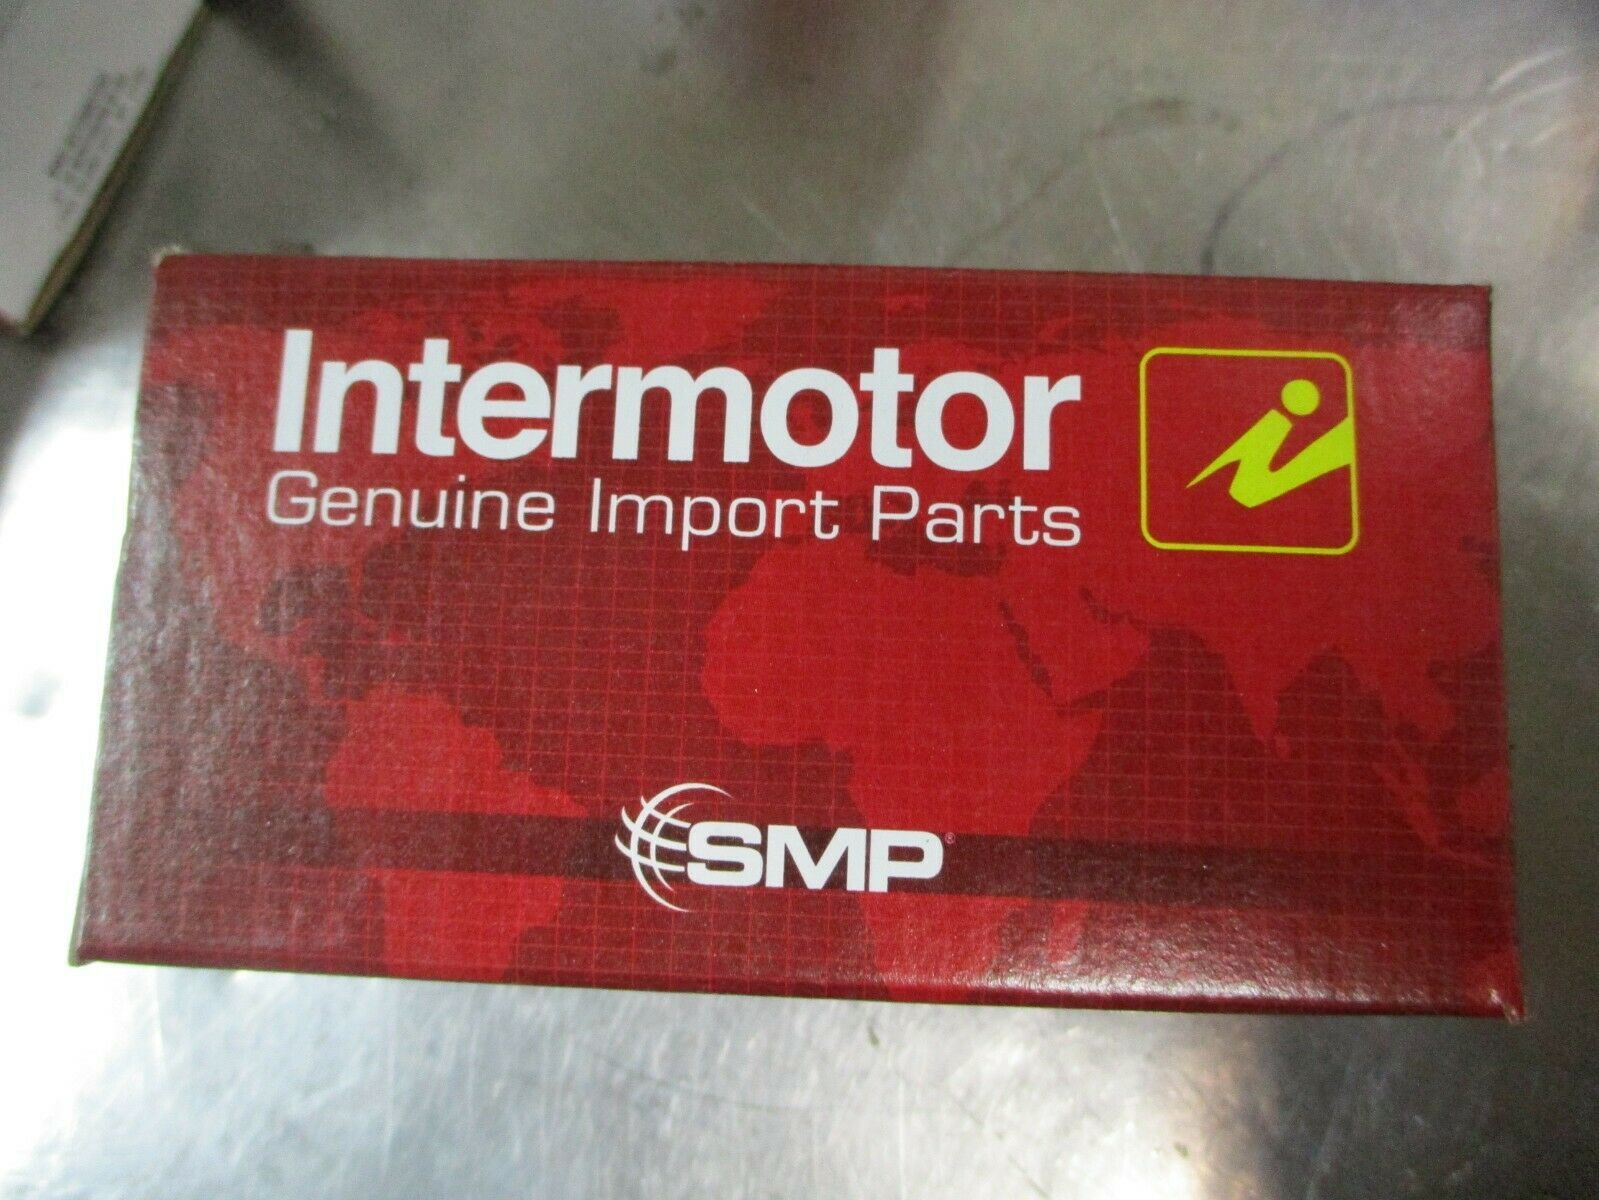 Intermotor
Genuine Import Parts
SMP®